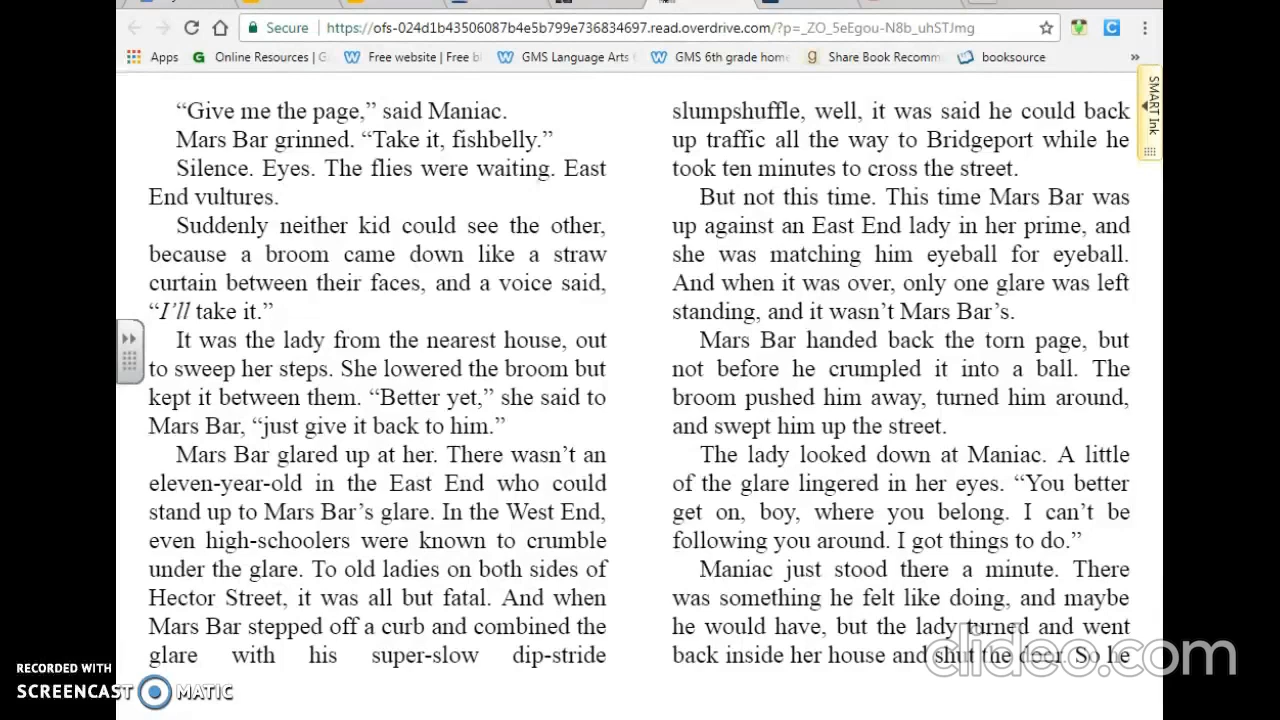 Secure
https://ofs-024d1b43506087b4e5b799e736834697.read.overdrive.com/?p=_ZO_5eEgou-N8b_uhSTJmg
Apps
Online Resources | G
Free website | Free bl
GMS Language Arts
GMS 6th grade home
Share Book Recomm
booksource
»
SMART Ink
“Give me the page,” said Maniac.
Mars Bar grinned. “Take it, fishbelly.”
Silence. Eyes. The flies were waiting. East
End vultures.
Suddenly neither kid could see the other,
because a broom came down like a straw
curtain between their faces, and a voice said,
“I’ll take it.”
It was the lady from the nearest house, out
to sweep her steps. She lowered the broom but
kept it between them. “Better yet,” she said to
Mars Bar, “just give it back to him.”
Mars Bar glared up at her. There wasn’t an
eleven-year-old in the East End who could
stand up to Mars Bar’s glare. In the West End,
even high-schoolers were known to crumble
under the glare. To old ladies on both sides of
Hector Street, it was all but fatal. And when
Mars Bar stepped off a curb and combined the
glare with his super-slow dip-stride
slumpshuffle, well, it was said he could back
up traffic all the way to Bridgeport while he
took ten minutes to cross the street.
But not this time. This time Mars Bar was
up against an East End lady in her prime, and
she was matching him eyeball for eyeball.
And when it was over, only one glare was left
standing, and it wasn’t Mars Bar’s.
Mars Bar handed back the torn page, but
not before he crumpled it into a ball. The
broom pushed him away, turned him around,
and swept him up the street.
The lady looked down at Maniac. A little
of the glare lingered in her eyes. “You better
get on, boy, where you belong. I can’t be
following you around. I got things to do.”
Maniac just stood there a minute. There
was something he felt like doing, and maybe
he would have, but the lady turned and went
back inside her house and shut the door. So he
clideo.com
RECORDED WITH
SCREENCAST MATIC